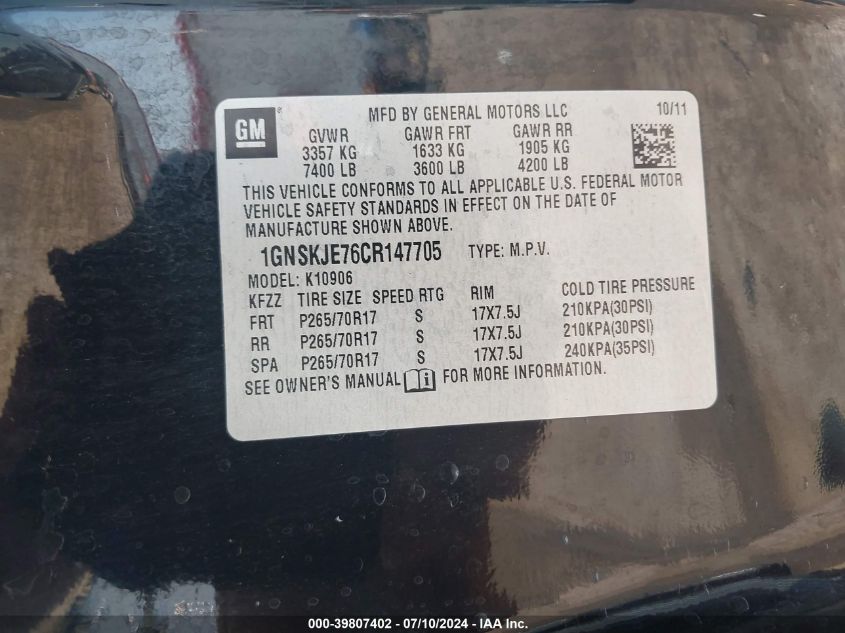 GM
®
MFD BY GENERAL MOTORS LLC 10/11
GVWR GAWR FRT GAWR RR
3357 KG 1633 KG 1905 KG
7400 LB 3600 LB 4200 LB
THIS VEHICLE CONFORMS TO ALL APPLICABLE U.S. FEDERAL MOTOR
VEHICLE SAFETY STANDARDS IN EFFECT ON THE DATE OF
MANUFACTURE SHOWN ABOVE.
1GNSKJE76CR147705 TYPE: M.P.V.
MODEL: K10906
KFZZ TIRE SIZE SPEED RTG RIM COLD TIRE PRESSURE
FRT P265/70R17 S 17X7.5J 210KPA(30PSI)
RR P265/70R17 S 17X7.5J 210KPA(30PSI)
SPA P265/70R17 S 17X7.5J 240KPA(35PSI)
SEE OWNER'S MANUAL i FOR MORE INFORMATION.
000-39807402 - 07/10/2024 - IAA Inc.